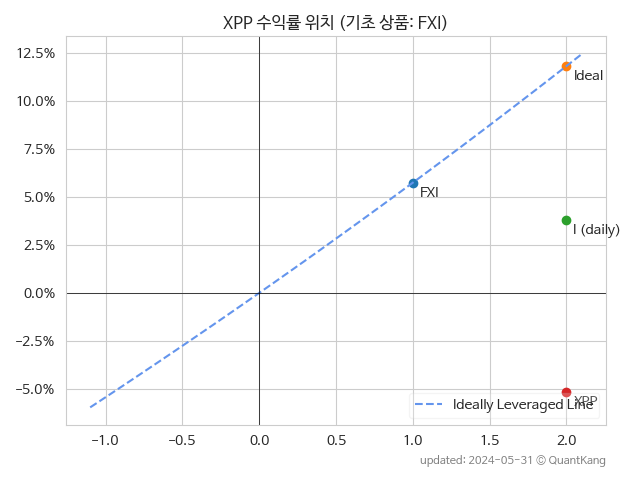 XPP 수익률 위치 (기초 상품: FXI)
12.5%
10.0%
7.5%
5.0%
2.5%
0.0%
−2.5%
−5.0%
Ideal
FXI
I (daily)
XPP
Ideally Leveraged Line
−1.0 −0.5 0.0 0.5 1.0 1.5 2.0
updated: 2024-05-31 © QuantKang